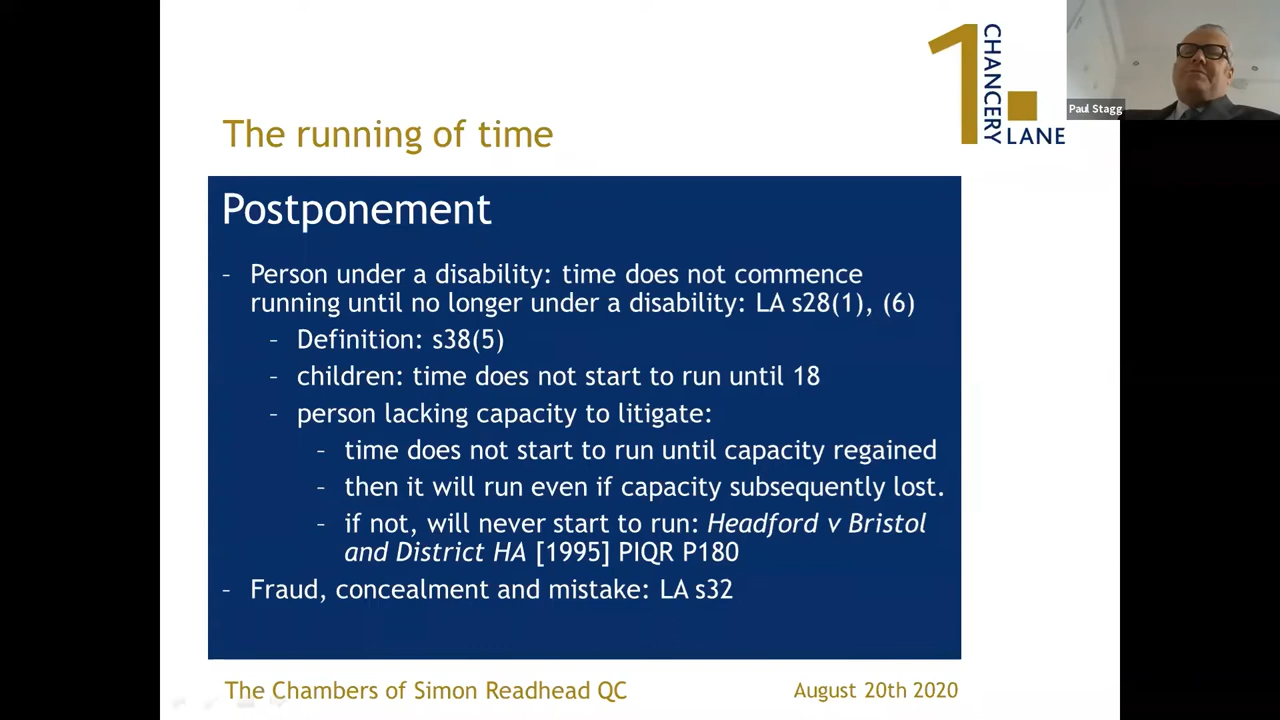 1 CHANCERY LANE
Paul Stagg
The running of time
Postponement
- Person under a disability: time does not commence
running until no longer under a disability: LA s28(1), (6)
- Definition: s38(5)
- children: time does not start to run until 18
- person lacking capacity to litigate:
- time does not start to run until capacity regained
- then it will run even if capacity subsequently lost.
- if not, will never start to run: Headford v Bristol
and District HA [1995] PIQR P180
- Fraud, concealment and mistake: LA s32
The Chambers of Simon Readhead QC
August 20th 2020